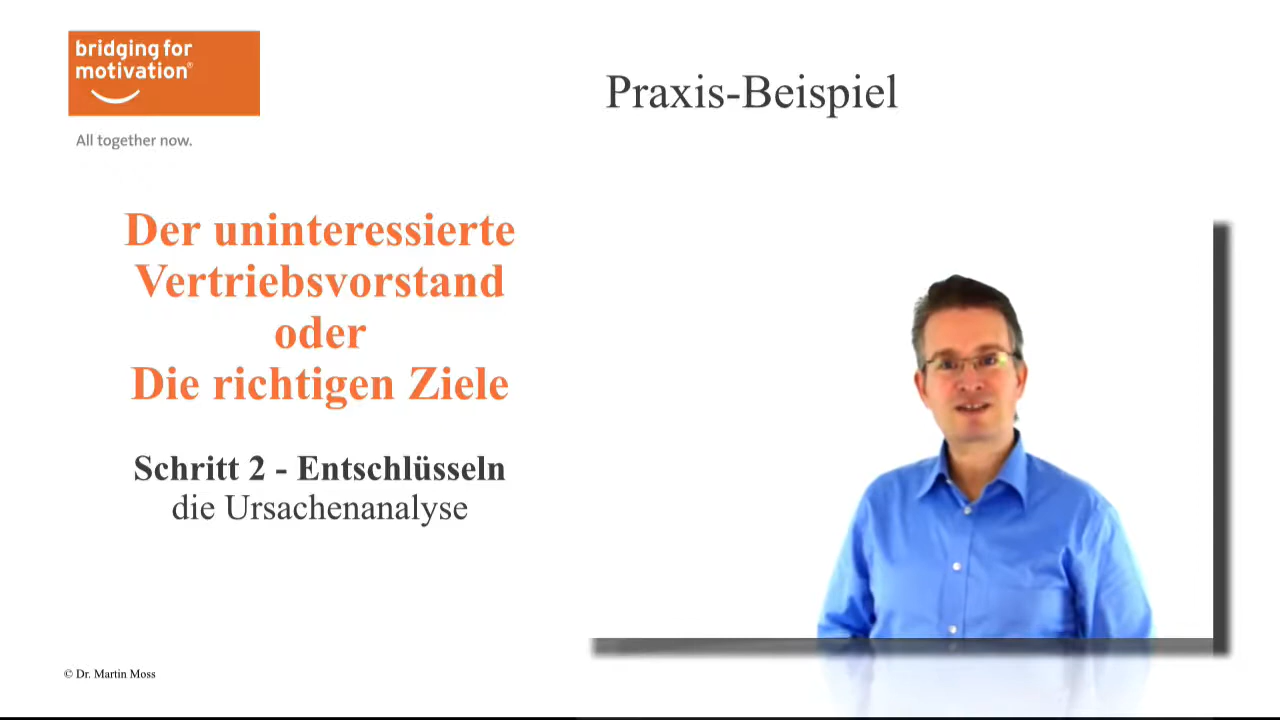 bridging for
motivation®
All together now.
Praxis-Beispiel
Der uninteressierte
Vertriebsvorstand
oder
Die richtigen Ziele
Schritt 2 - Entschlüsseln
die Ursachenanalyse
© Dr. Martin Moss